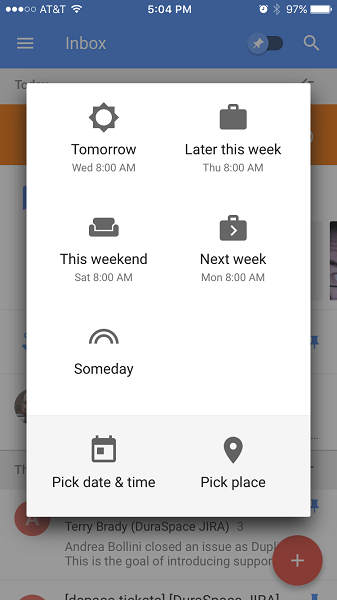 AT&T 5:04 PM 97%
Inbox
Today
Tomorrow Later this week
Wed 8:00 AM Thu 8:00 AM
This weekend Next week
Sat 8:00 AM Mon 8:00 AM
Someday
Pick date & time Pick place
Th
A
Terry Brady (DuraSpace JIRA) 3
Andrea Bollini closed an issue as Dupli
This is the goal of introducing suppor
[dspace-tickets] [DuraSpace JIRA]